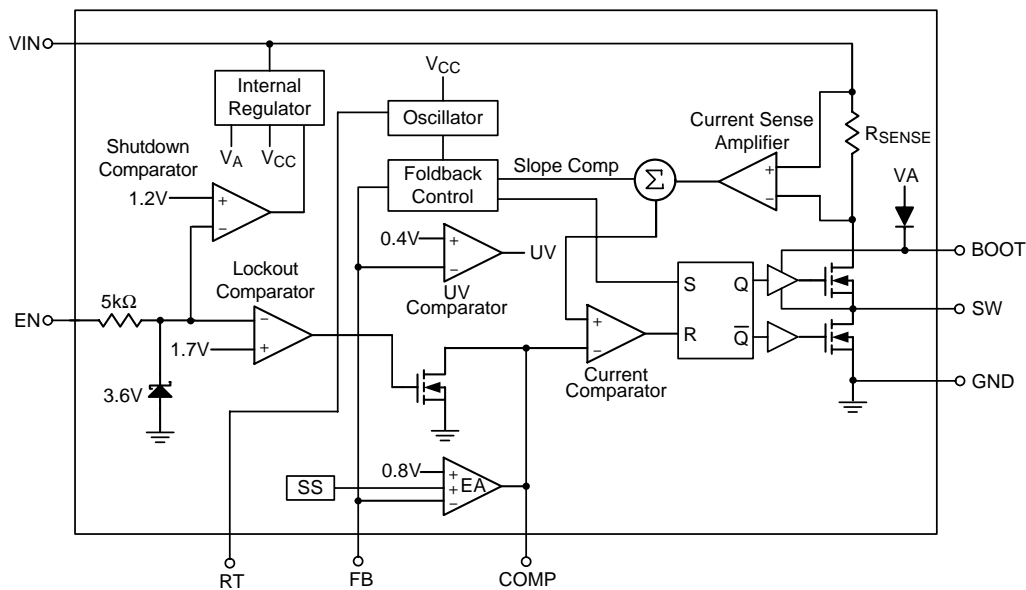 VIN
Internal
Regulator
VCC
Oscillator
Current Sense
Amplifier
RSENSE
Shutdown
Comparator
VA
VCC
Foldback
Control
Slope Comp
Σ
+
−
VA
1.2V
+
−
0.4V
+
−
UV
UV
Comparator
BOOT
Lockout
Comparator
S
Q
R
Q̅
SW
5kΩ
EN
−
+
1.7V
+
−
Current
Comparator
GND
3.6V
SS
0.8V
+
+
−
EA
RT
FB
COMP